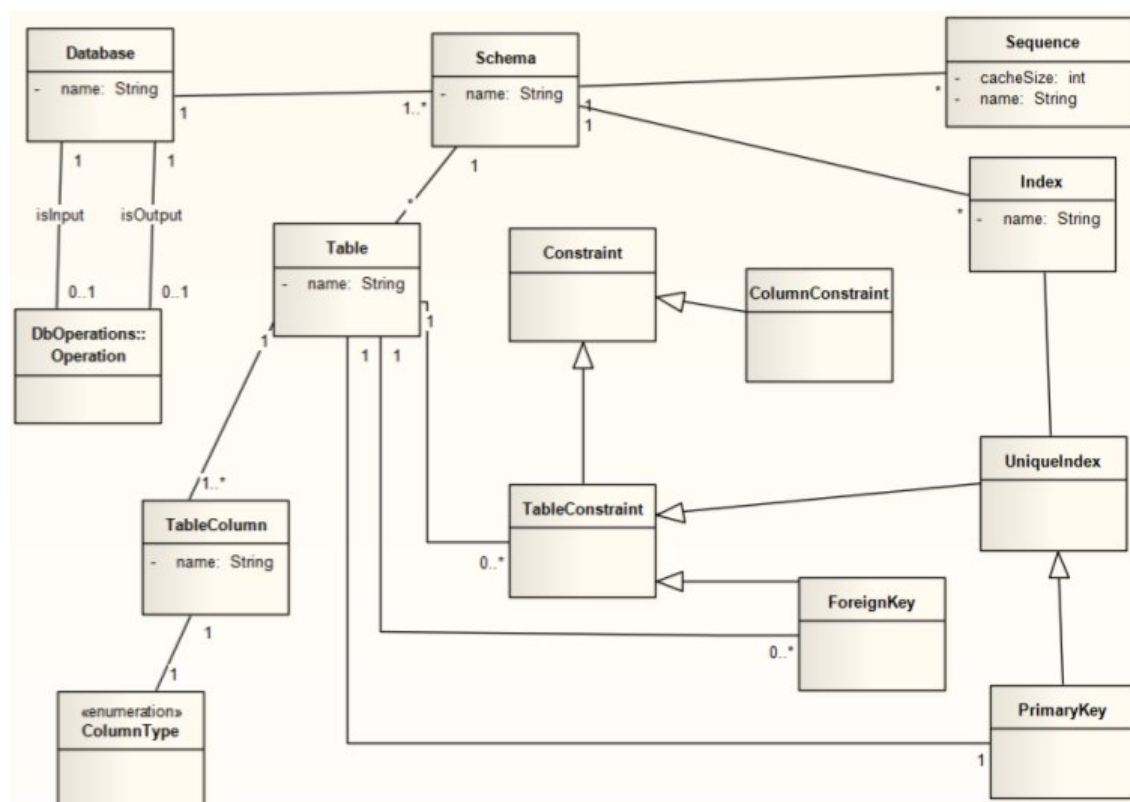 Database
- name: String
1
1..*
Schema
- name: String
1
1
1
Sequence
- cacheSize: int
- name: String
*
Index
- name: String
*
1
1
isInput
isOutput
0..1
0..1
DbOperations::
Operation
*
Table
- name: String
1
1
1
1
Constraint
ColumnConstraint
1..*
TableColumn
- name: String
1
1
«enumeration»
ColumnType
TableConstraint
0..*
UniqueIndex
ForeignKey
0..*
PrimaryKey
1